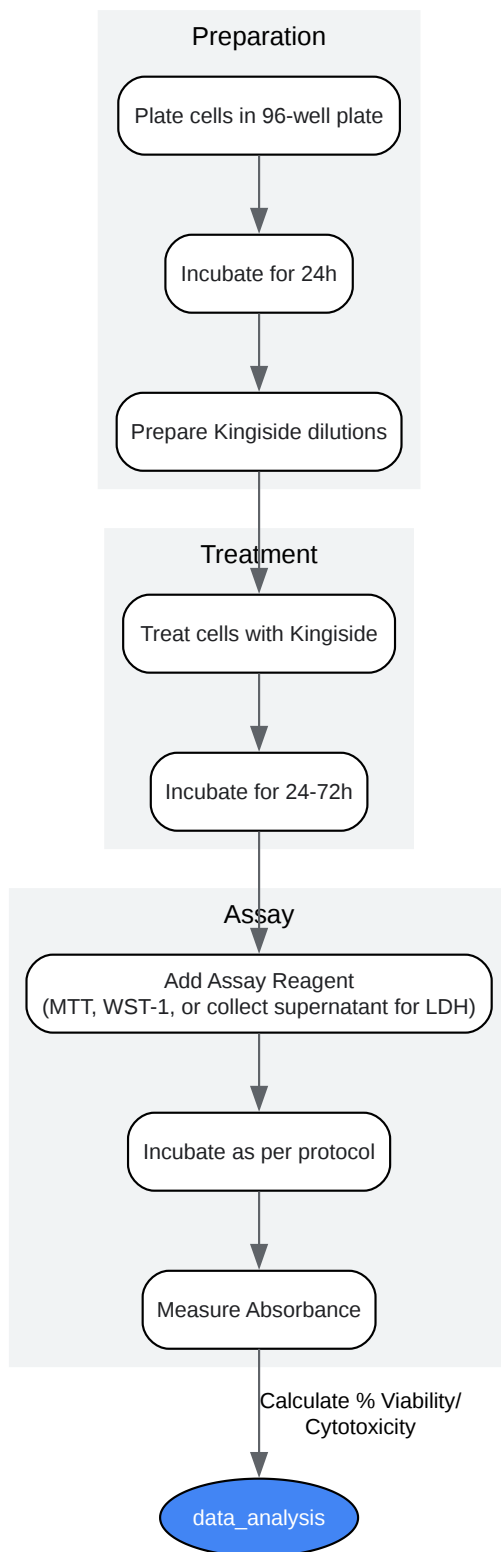 Preparation
Plate cells in 96-well plate
Incubate for 24h
Prepare Kingiside dilutions
Treatment
Treat cells with Kingiside
Incubate for 24-72h
Assay
Add Assay Reagent
(MTT, WST-1, or collect supernatant for LDH)
Incubate as per protocol
Measure Absorbance
Calculate % Viability/
Cytotoxicity
data_analysis